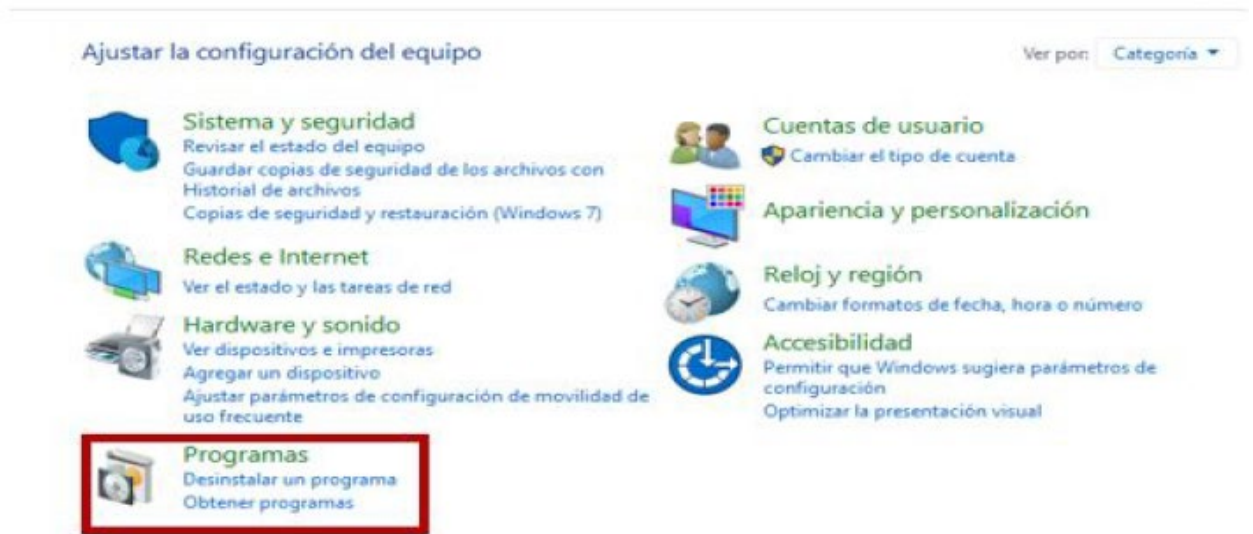 Ajustar la configuración del equipo
Ver por: Categoría
Sistema y seguridad
Revisar el estado del equipo
Guardar copias de seguridad de los archivos con
Historial de archivos
Copias de seguridad y restauración (Windows 7)
Redes e Internet
Ver el estado y las tareas de red
Hardware y sonido
Ver dispositivos e impresoras
Agregar un dispositivo
Ajustar parámetros de configuración de movilidad de
uso frecuente
Programas
Desinstalar un programa
Obtener programas
Cuentas de usuario
Cambiar el tipo de cuenta
Apariencia y personalización
Reloj y región
Cambiar formatos de fecha, hora o número
Accesibilidad
Permitir que Windows sugiera parámetros de
configuración
Optimizar la presentación visual